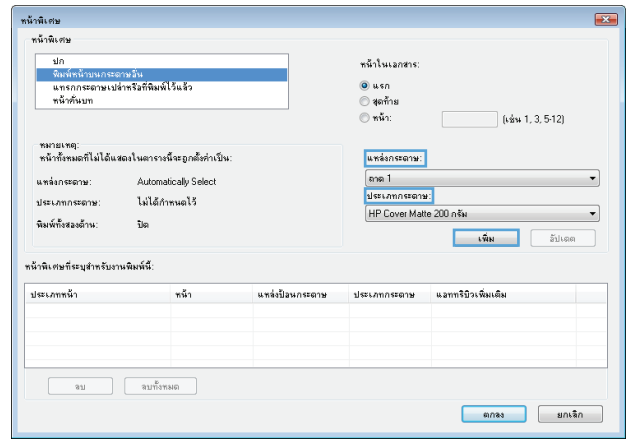 หน้าพิเศษ
หน้าพิเศษ
ปก
พิมพ์หน้าบนกระดาษอื่น
แทรกกระดาษเปล่าหรือที่พิมพ์ไว้แล้ว
หน้าคั่นบท
หน้าในเอกสาร:
แรก
สุดท้าย
หน้า: (เช่น 1, 3, 5-12)
หมายเหตุ:
หน้าทั้งหมดที่ไม่ได้แสดงในตารางนี้จะถูกตั้งค่าเป็น:
แหล่งกระดาษ: Automatically Select
ประเภทกระดาษ: ไม่ได้กำหนดไว้
พิมพ์ทั้งสองด้าน: ปิด
แหล่งกระดาษ:
ถาด 1
ประเภทกระดาษ:
HP Cover Matte 200 กรัม
เพิ่ม อัปเดต
หน้าพิเศษที่ระบุสำหรับงานพิมพ์นี้:
ประเภทหน้า หน้า แหล่งป้อนกระดาษ ประเภทกระดาษ แอททริบิวเพิ่มเติม
ลบ ลบทั้งหมด
ตกลง ยกเลิก